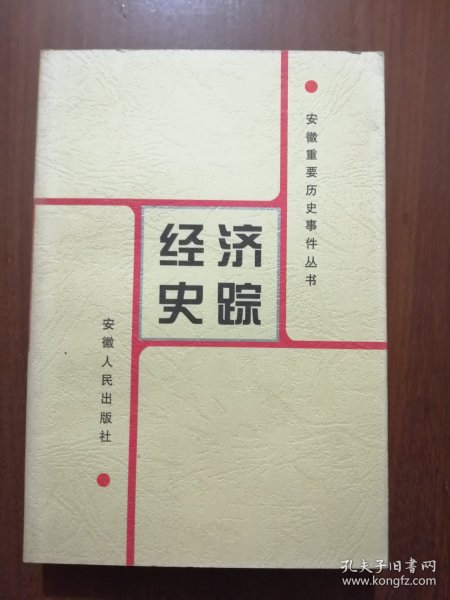 安徽重要历史事件丛书
经济
史踪
安徽人民出版社
孔夫子旧书网
www.kongfz.com